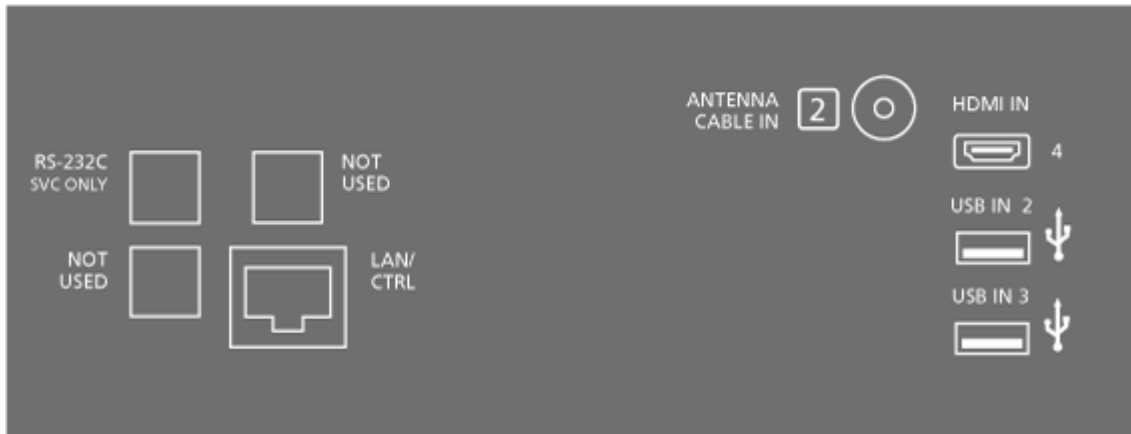 ANTENNA
CABLE IN
2
HDMI IN
4
RS-232C
SVC ONLY
NOT
USED
USB IN 2
NOT
USED
LAN/
CTRL
USB IN 3